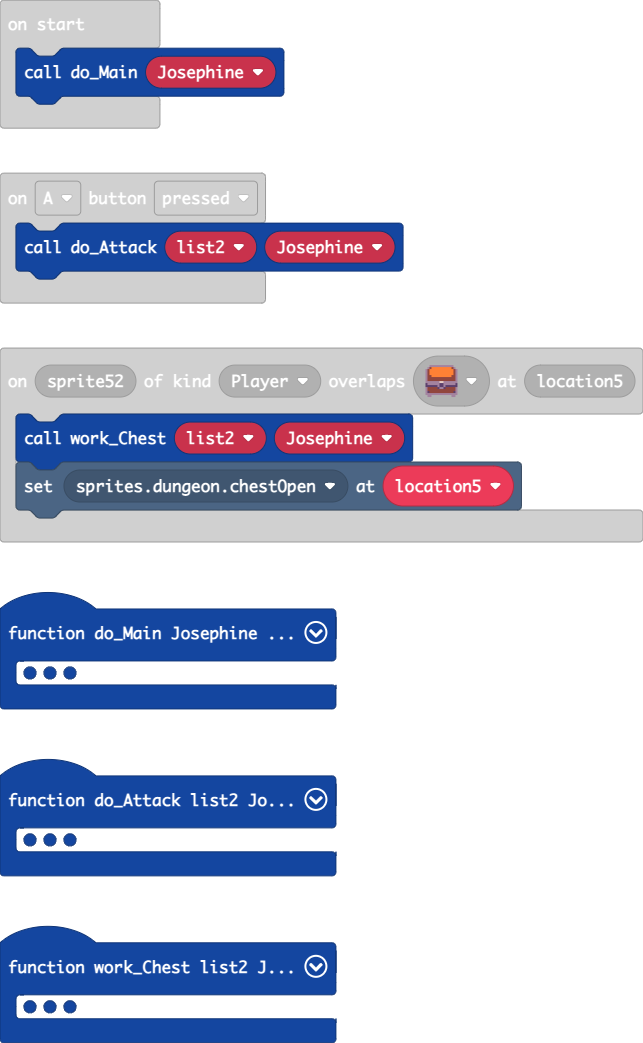 on start
call do_Main Josephine
on A button pressed
call do_Attack list2 Josephine
on sprite52 of kind Player overlaps at location5
call work_Chest list2 Josephine
set sprites.dungeon.chestOpen at location5
function do_Main Josephine ...
function do_Attack list2 Jo...
function work_Chest list2 J...